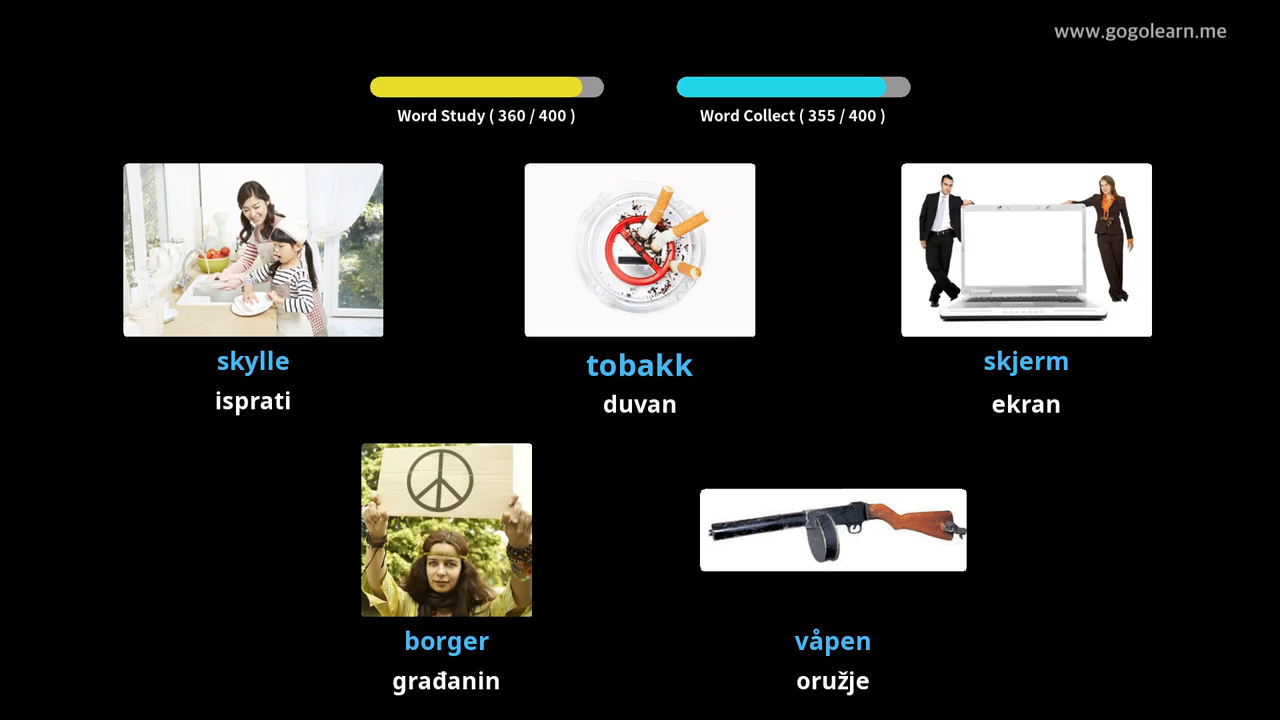 www.gogolearn.me
Word Study ( 360 / 400 )
Word Collect ( 355 / 400 )
skylle
isprati
tobakk
duvan
skjerm
ekran
borger
građanin
våpen
oružje